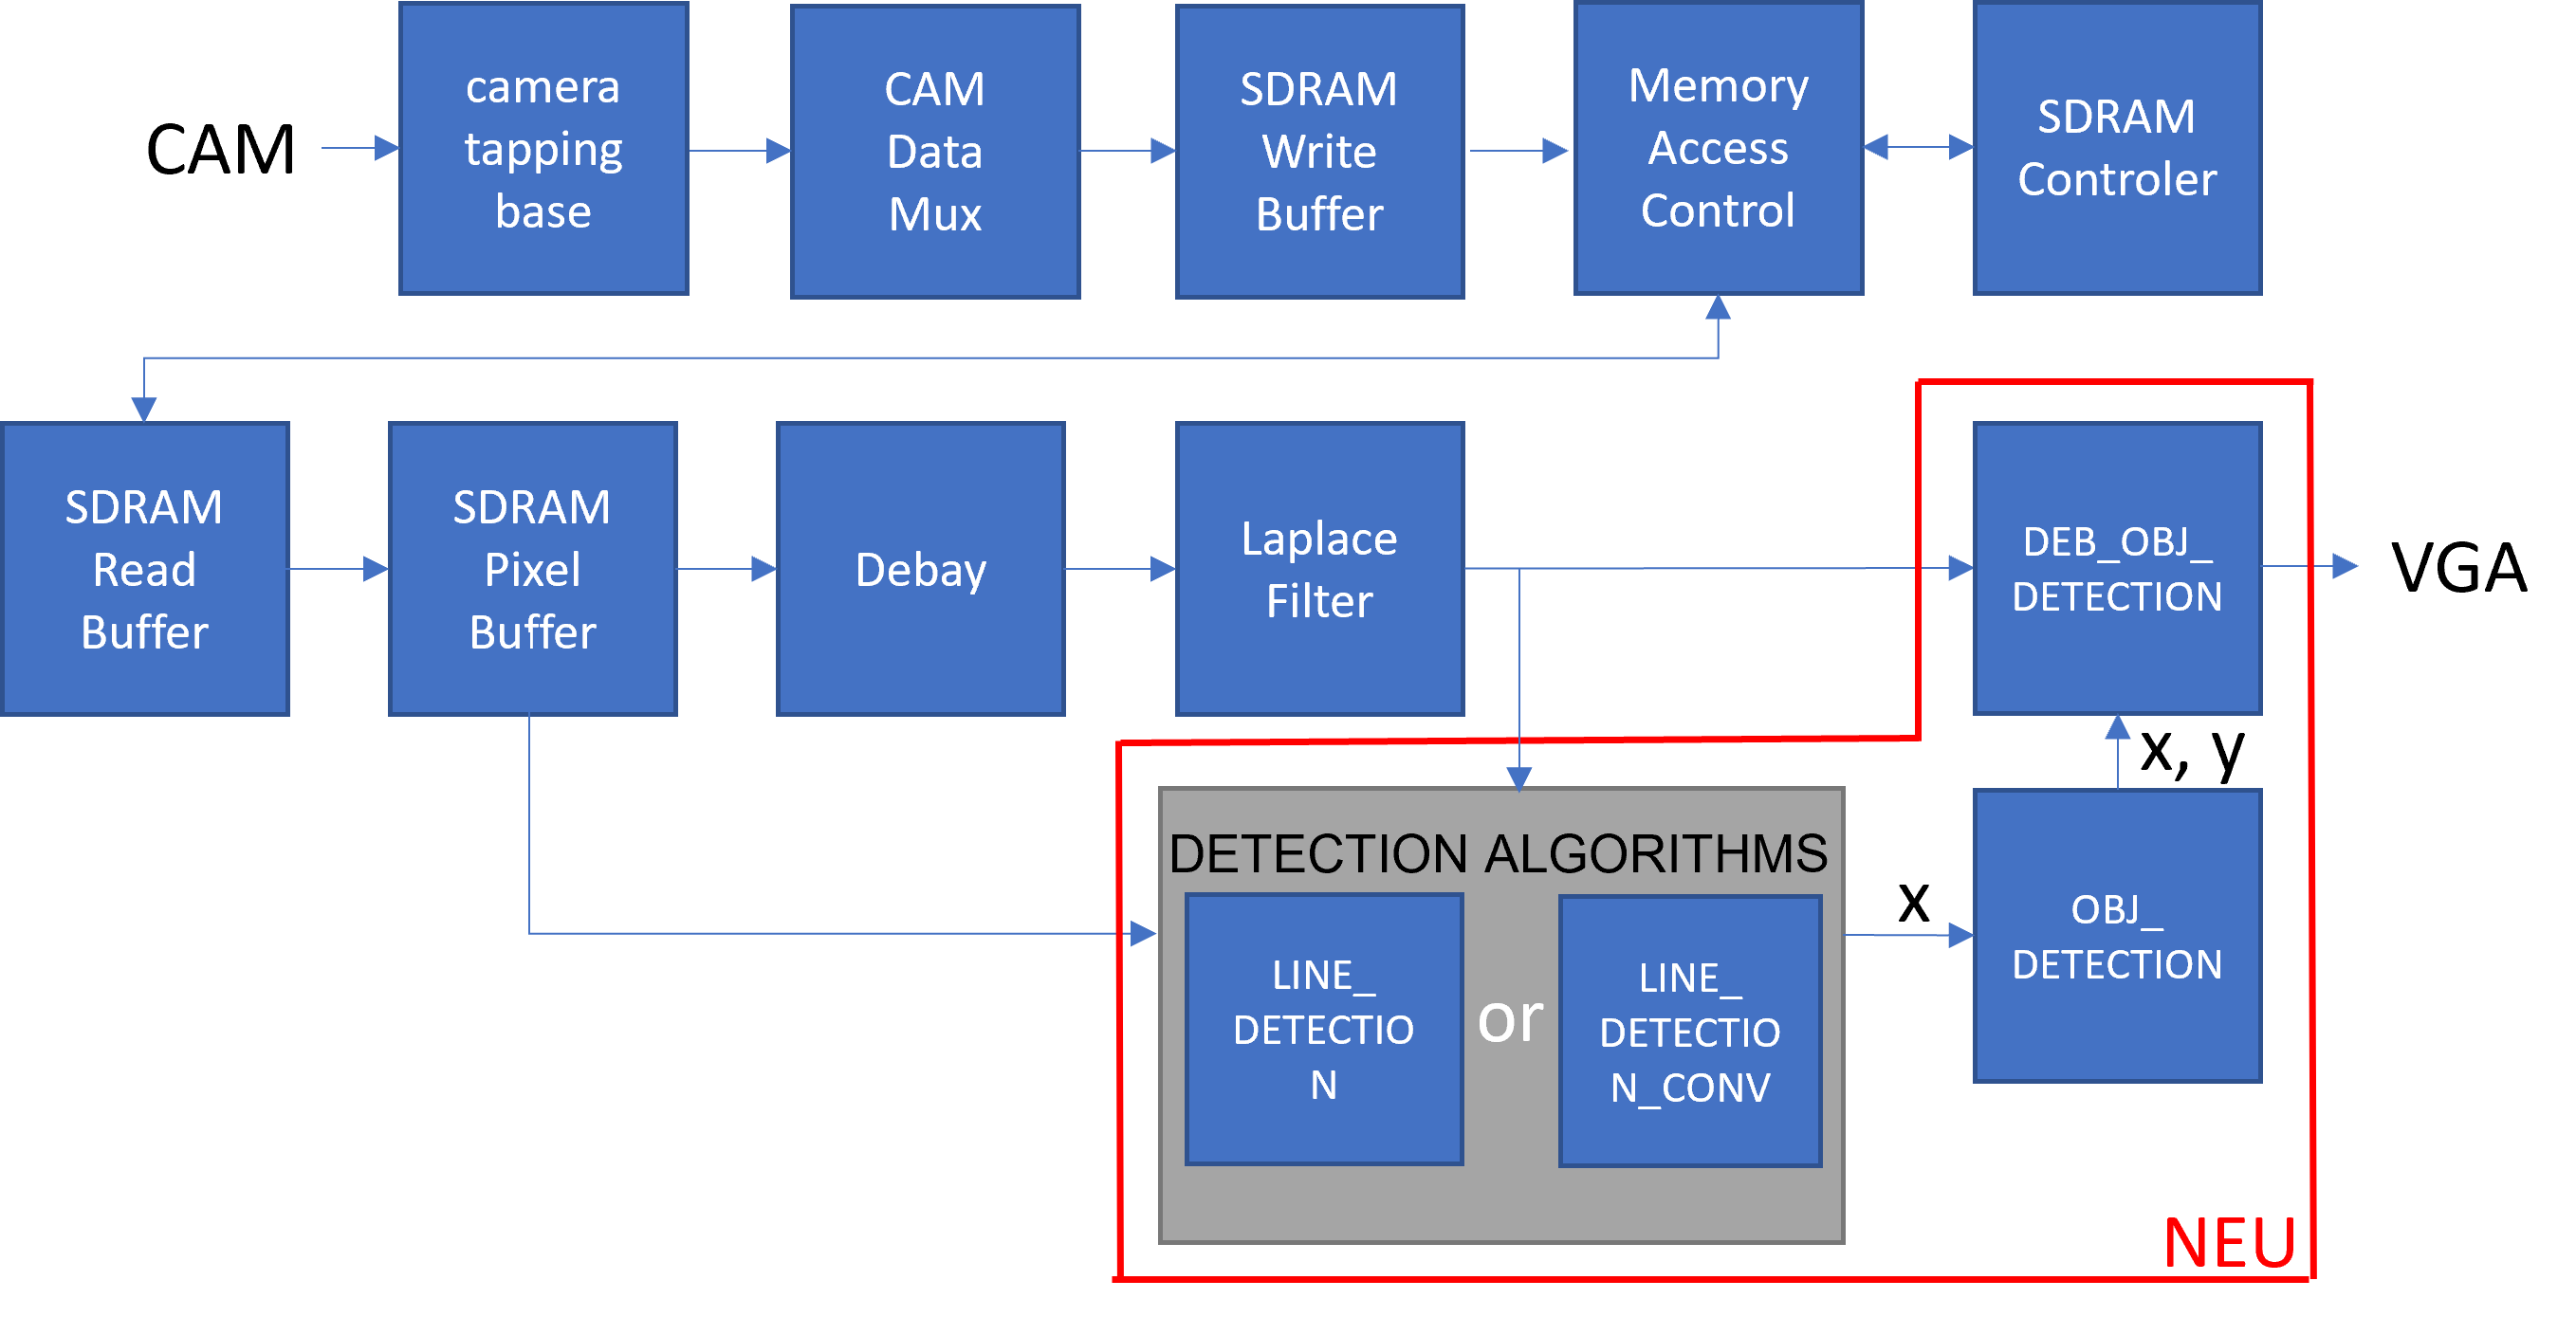 CAM
camera
tapping
base
CAM
Data
Mux
SDRAM
Write
Buffer
Memory
Access
Control
SDRAM
Controler
SDRAM
Read
Buffer
SDRAM
Pixel
Buffer
Debay
Laplace
Filter
DEB_OBJ_
DETECTION
VGA
x, y
DETECTION ALGORITHMS
LINE_
DETECTIO
N
or
LINE_
DETECTIO
N_CONV
x
OBJ_
DETECTION
NEU